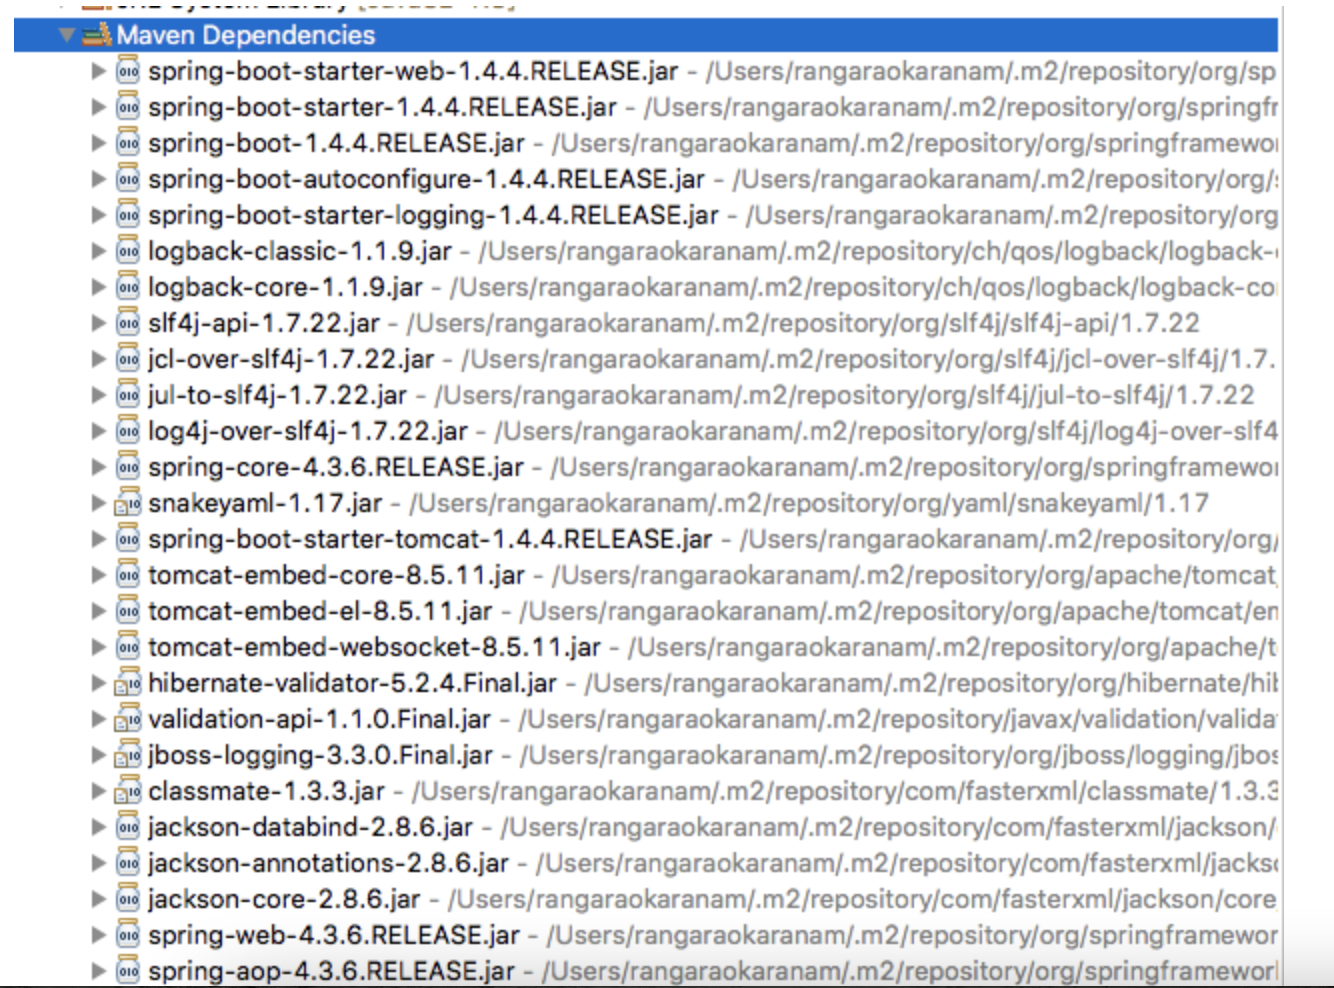 Maven Dependencies
spring-boot-starter-web-1.4.4.RELEASE.jar - /Users/rangaraokaranam/.m2/repository/org/sp
spring-boot-starter-1.4.4.RELEASE.jar - /Users/rangaraokaranam/.m2/repository/org/springfr
spring-boot-1.4.4.RELEASE.jar - /Users/rangaraokaranam/.m2/repository/org/springframewor
spring-boot-autoconfigure-1.4.4.RELEASE.jar - /Users/rangaraokaranam/.m2/repository/org/
spring-boot-starter-logging-1.4.4.RELEASE.jar - /Users/rangaraokaranam/.m2/repository/org
logback-classic-1.1.9.jar - /Users/rangaraokaranam/.m2/repository/ch/qos/logback/logback-
logback-core-1.1.9.jar - /Users/rangaraokaranam/.m2/repository/ch/qos/logback/logback-co
slf4j-api-1.7.22.jar - /Users/rangaraokaranam/.m2/repository/org/slf4j/slf4j-api/1.7.22
jcl-over-slf4j-1.7.22.jar - /Users/rangaraokaranam/.m2/repository/org/slf4j/jcl-over-slf4j/1.7.
jul-to-slf4j-1.7.22.jar - /Users/rangaraokaranam/.m2/repository/org/slf4j/jul-to-slf4j/1.7.22
log4j-over-slf4j-1.7.22.jar - /Users/rangaraokaranam/.m2/repository/org/slf4j/log4j-over-slf4
spring-core-4.3.6.RELEASE.jar - /Users/rangaraokaranam/.m2/repository/org/springframewor
snakeyaml-1.17.jar - /Users/rangaraokaranam/.m2/repository/org/yaml/snakeyaml/1.17
spring-boot-starter-tomcat-1.4.4.RELEASE.jar - /Users/rangaraokaranam/.m2/repository/org/
tomcat-embed-core-8.5.11.jar - /Users/rangaraokaranam/.m2/repository/org/apache/tomcat
tomcat-embed-el-8.5.11.jar - /Users/rangaraokaranam/.m2/repository/org/apache/tomcat/em
tomcat-embed-websocket-8.5.11.jar - /Users/rangaraokaranam/.m2/repository/org/apache/t
hibernate-validator-5.2.4.Final.jar - /Users/rangaraokaranam/.m2/repository/org/hibernate/hib
validation-api-1.1.0.Final.jar - /Users/rangaraokaranam/.m2/repository/javax/validation/valida
jboss-logging-3.3.0.Final.jar - /Users/rangaraokaranam/.m2/repository/org/jboss/logging/jbos
classmate-1.3.3.jar - /Users/rangaraokaranam/.m2/repository/com/fasterxml/classmate/1.3.3
jackson-databind-2.8.6.jar - /Users/rangaraokaranam/.m2/repository/com/fasterxml/jackson/
jackson-annotations-2.8.6.jar - /Users/rangaraokaranam/.m2/repository/com/fasterxml/jackso
jackson-core-2.8.6.jar - /Users/rangaraokaranam/.m2/repository/com/fasterxml/jackson/core
spring-web-4.3.6.RELEASE.jar - /Users/rangaraokaranam/.m2/repository/org/springframewor
spring-aop-4.3.6.RELEASE.jar - /Users/rangaraokaranam/.m2/repository/org/springframework